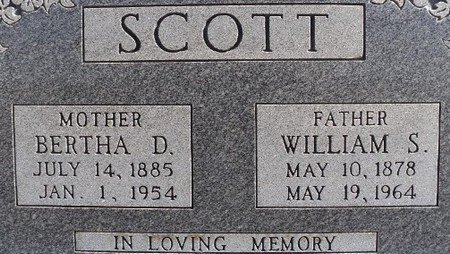 SCOTT
MOTHER
BERTHA D.
JULY 14, 1885
JAN. 1, 1954
FATHER
WILLIAM S.
MAY 10, 1878
MAY 19, 1964
IN LOVING MEMORY